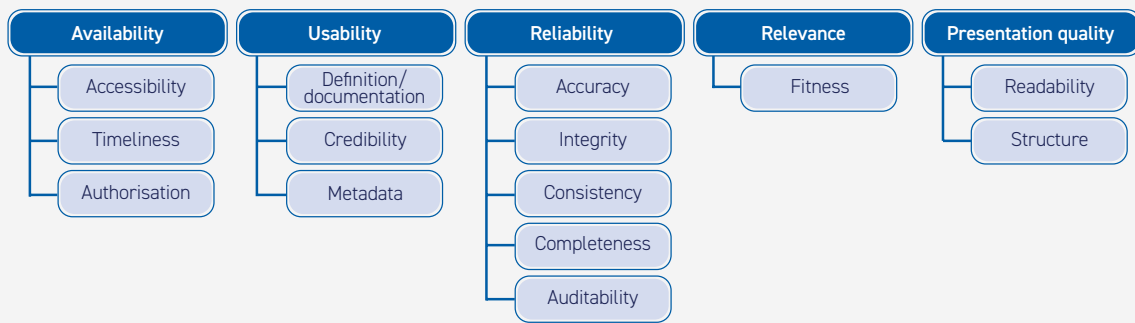 Availability
Accessibility
Timeliness
Authorisation
Usability
Definition/
documentation
Credibility
Metadata
Reliability
Accuracy
Integrity
Consistency
Completeness
Auditability
Relevance
Fitness
Presentation quality
Readability
Structure